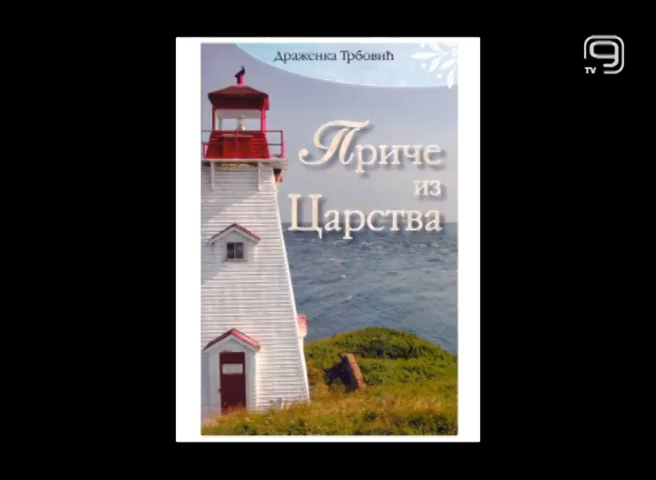 Драженка Трбовић
Приче
из
Царства
9
TV